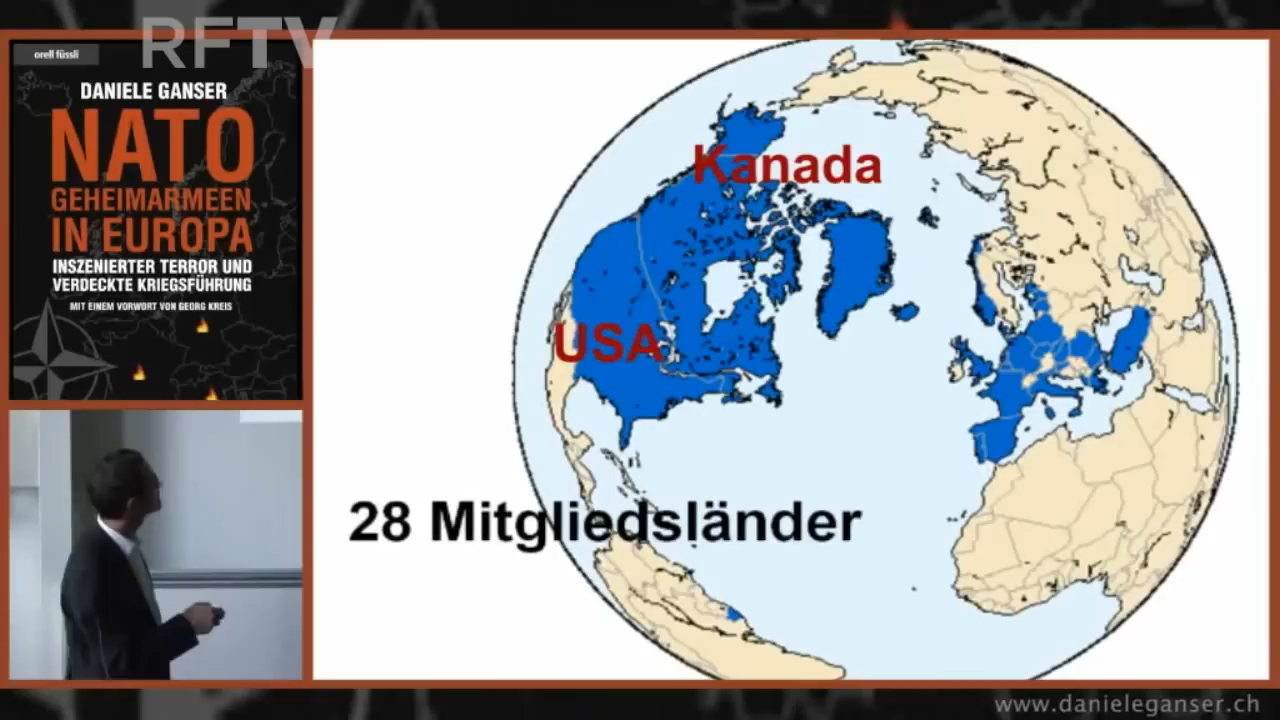 RFTV
orell füssli
DANIELE GANSER
NATO
GEHEIMARMEEN
IN EUROPA
INSZENIERTER TERROR UND
VERDECKTE KRIEGSFÜHRUNG
MIT EINEM VORWORT VON GEORG KREIS
Kanada
USA
28 Mitgliedsländer
www.danieleganser.ch